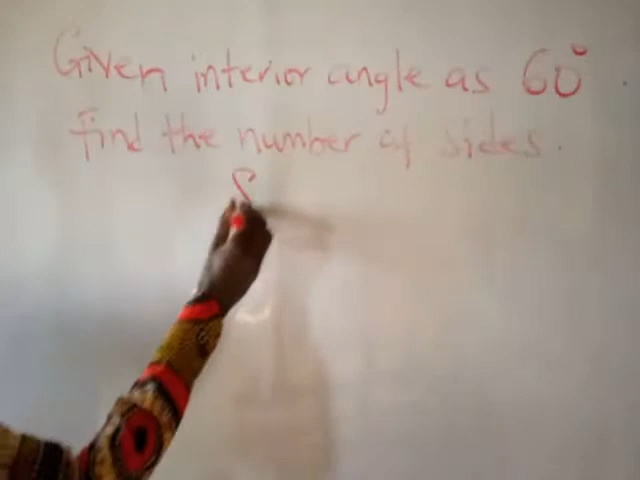 Given interior angle as 60°
find the number of sides.
S